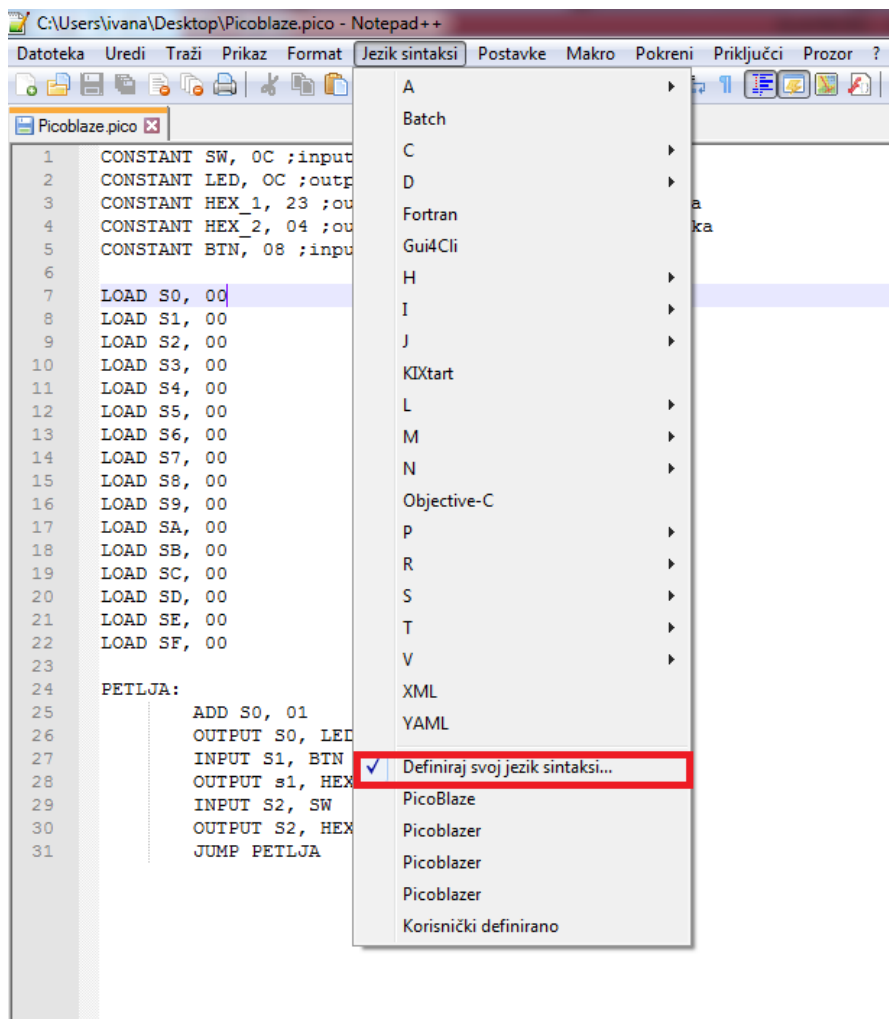 C:\Users\ivana\Desktop\Picoblaze.pico - Notepad++
Datoteka Uredi Traži Prikaz Format Jezik sintaksi Postavke Makro Pokreni Priključci Prozor ?
Picoblaze.pico
1 CONSTANT SW, 0C ;input
2 CONSTANT LED, OC ;outp
3 CONSTANT HEX_1, 23 ;ou a
4 CONSTANT HEX_2, 04 ;ou ka
5 CONSTANT BTN, 08 ;inpu
6
7 LOAD S0, 00
8 LOAD S1, 00
9 LOAD S2, 00
10 LOAD S3, 00
11 LOAD S4, 00
12 LOAD S5, 00
13 LOAD S6, 00
14 LOAD S7, 00
15 LOAD S8, 00
16 LOAD S9, 00
17 LOAD SA, 00
18 LOAD SB, 00
19 LOAD SC, 00
20 LOAD SD, 00
21 LOAD SE, 00
22 LOAD SF, 00
23
24 PETLJA:
25 ADD S0, 01
26 OUTPUT S0, LED
27 INPUT S1, BTN
28 OUTPUT s1, HEX
29 INPUT S2, SW
30 OUTPUT S2, HEX
31 JUMP PETLJA
A
Batch
C
D
Fortran
Gui4Cli
H
I
J
KIXtart
L
M
N
Objective-C
P
R
S
T
V
XML
YAML
Definiraj svoj jezik sintaksi...
PicoBlaze
Picoblazer
Picoblazer
Picoblazer
Korisnički definirano